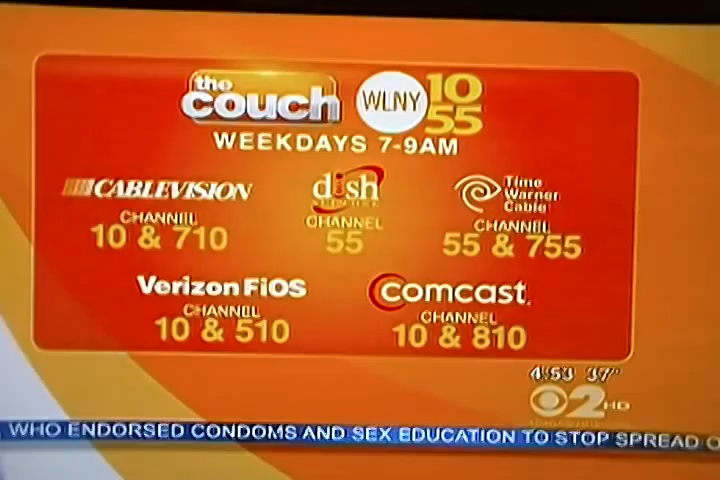 the
couch WLNY 10
55
WEEKDAYS 7-9AM
CABLEVISION
CHANNEL
10 & 710
dish
CHANNEL
55
Time
Warner
Cable
CHANNEL
55 & 755
Verizon FiOS
CHANNEL
10 & 510
comcast.
CHANNEL
10 & 810
4:53 37°
2 HD
WHO ENDORSED CONDOMS AND SEX EDUCATION TO STOP SPREAD O